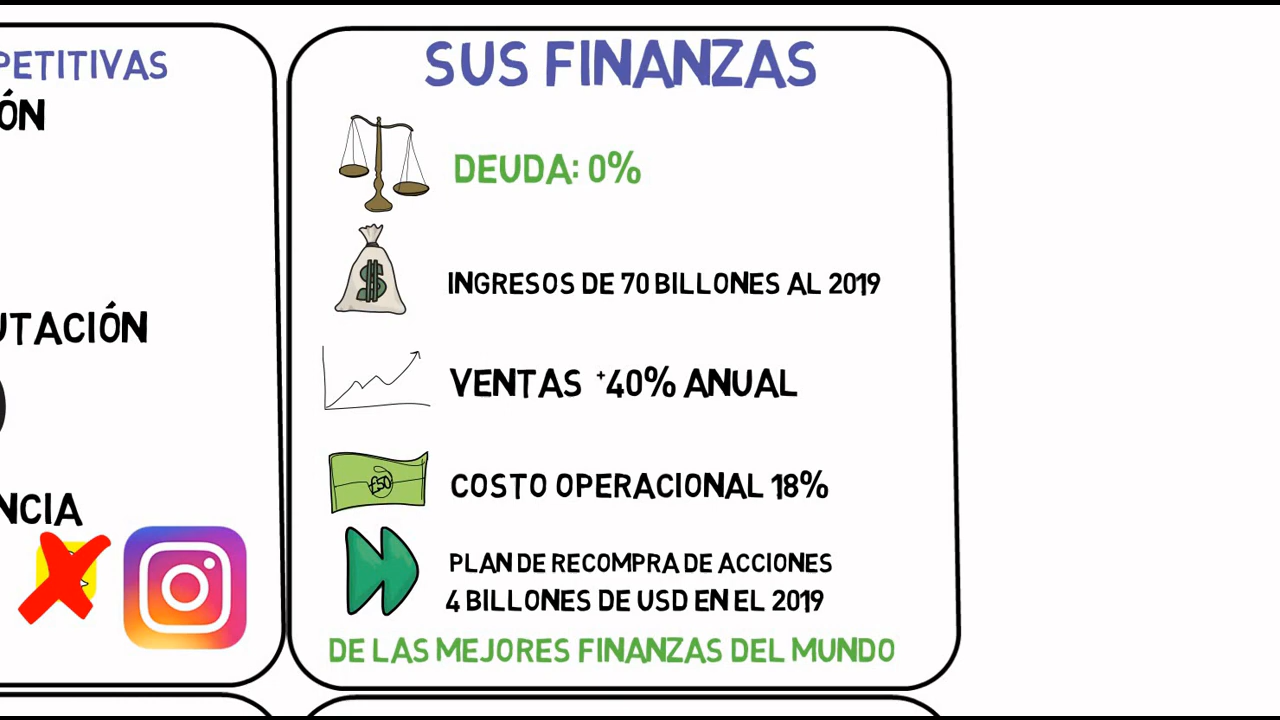 PETITIVAS
ÓN
UTACIÓN
NCIA
SUS FINANZAS
DEUDA: 0%
$
INGRESOS DE 70 BILLONES AL 2019
VENTAS +40% ANUAL
£50
COSTO OPERACIONAL 18%
PLAN DE RECOMPRA DE ACCIONES
4 BILLONES DE USD EN EL 2019
DE LAS MEJORES FINANZAS DEL MUNDO